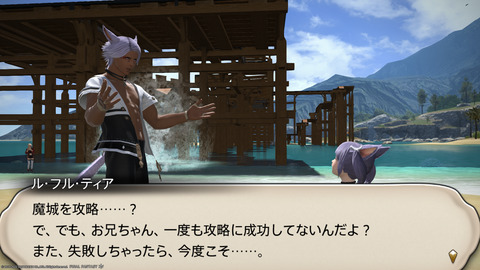 ル・フル・ティア
魔城を攻略……？
で、でも、お兄ちゃん、一度も攻略に成功してないんだよ？
また、失敗しちゃったら、今度こそ……。